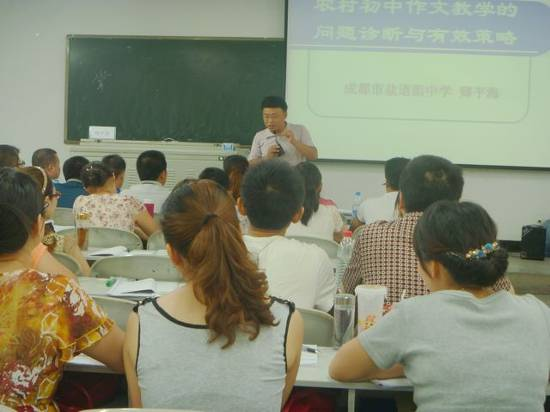 农村初中作文教学的
问题诊断与有效策略
成都市盐道街中学